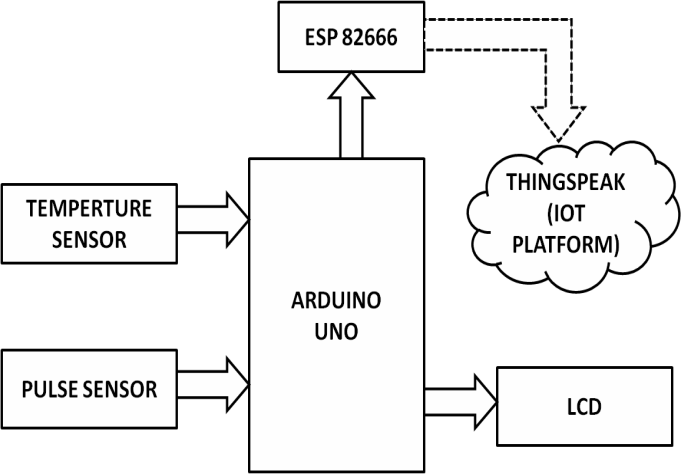 ESP 82666
THINGSPEAK
(IOT
PLATFORM)
TEMPERTURE
SENSOR
ARDUINO
UNO
PULSE SENSOR
LCD